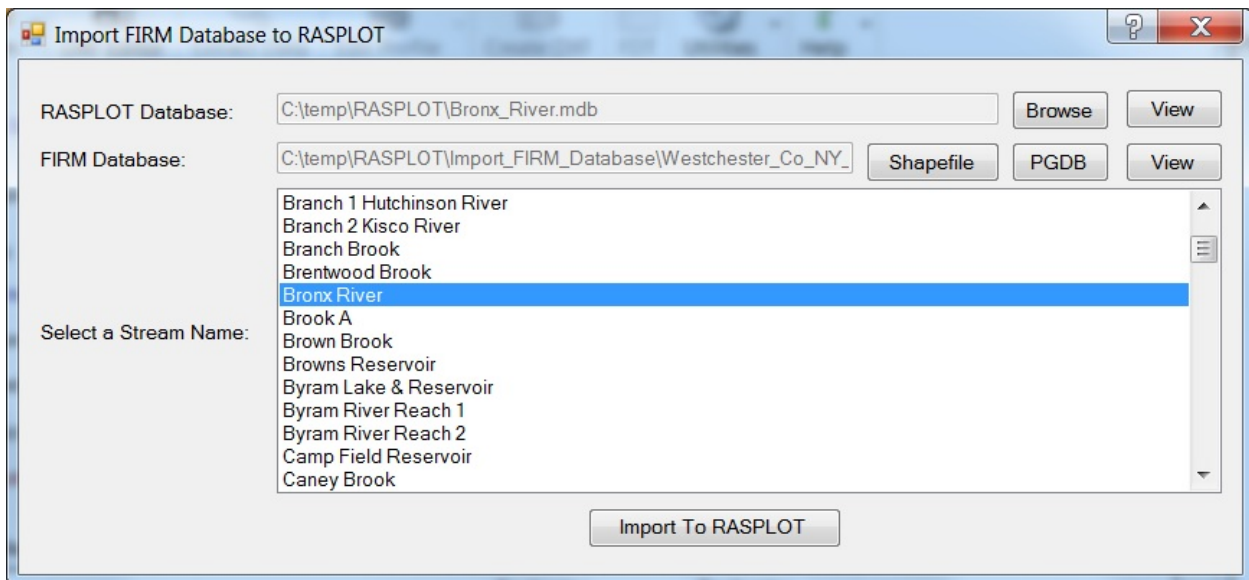 Import FIRM Database to RASPLOT
RASPLOT Database: C:\temp\RASPLOT\Bronx_River.mdb Browse View
FIRM Database: C:\temp\RASPLOT\Import_FIRM_Database\Westchester_Co_NY_ Shapefile PGDB View
Branch 1 Hutchinson River
Branch 2 Kisco River
Branch Brook
Brentwood Brook
Bronx River
Brook A
Select a Stream Name:
Brown Brook
Browns Reservoir
Byram Lake & Reservoir
Byram River Reach 1
Byram River Reach 2
Camp Field Reservoir
Caney Brook
Import To RASPLOT